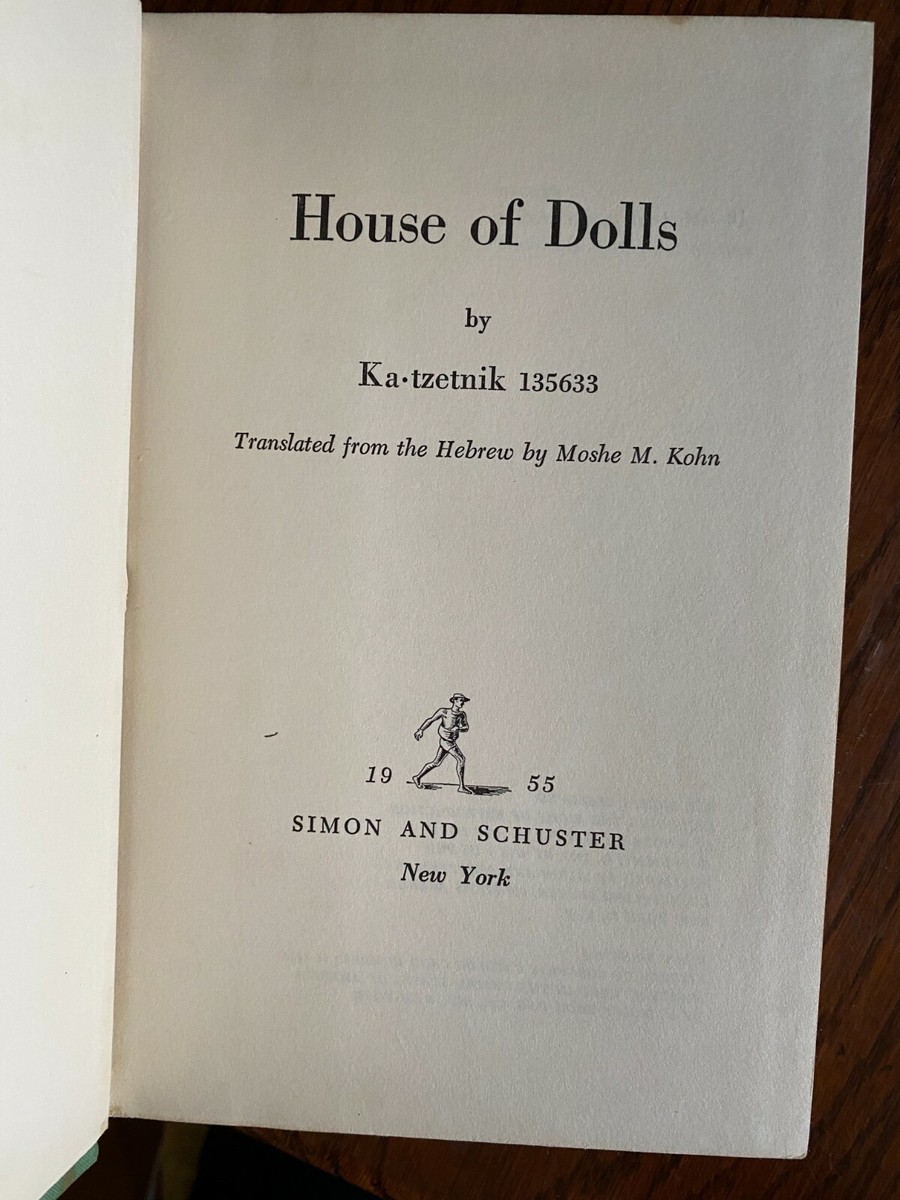 House of Dolls
by
Ka•tzetnik 135633
Translated from the Hebrew by Moshe M. Kohn
19 55
SIMON AND SCHUSTER
New York